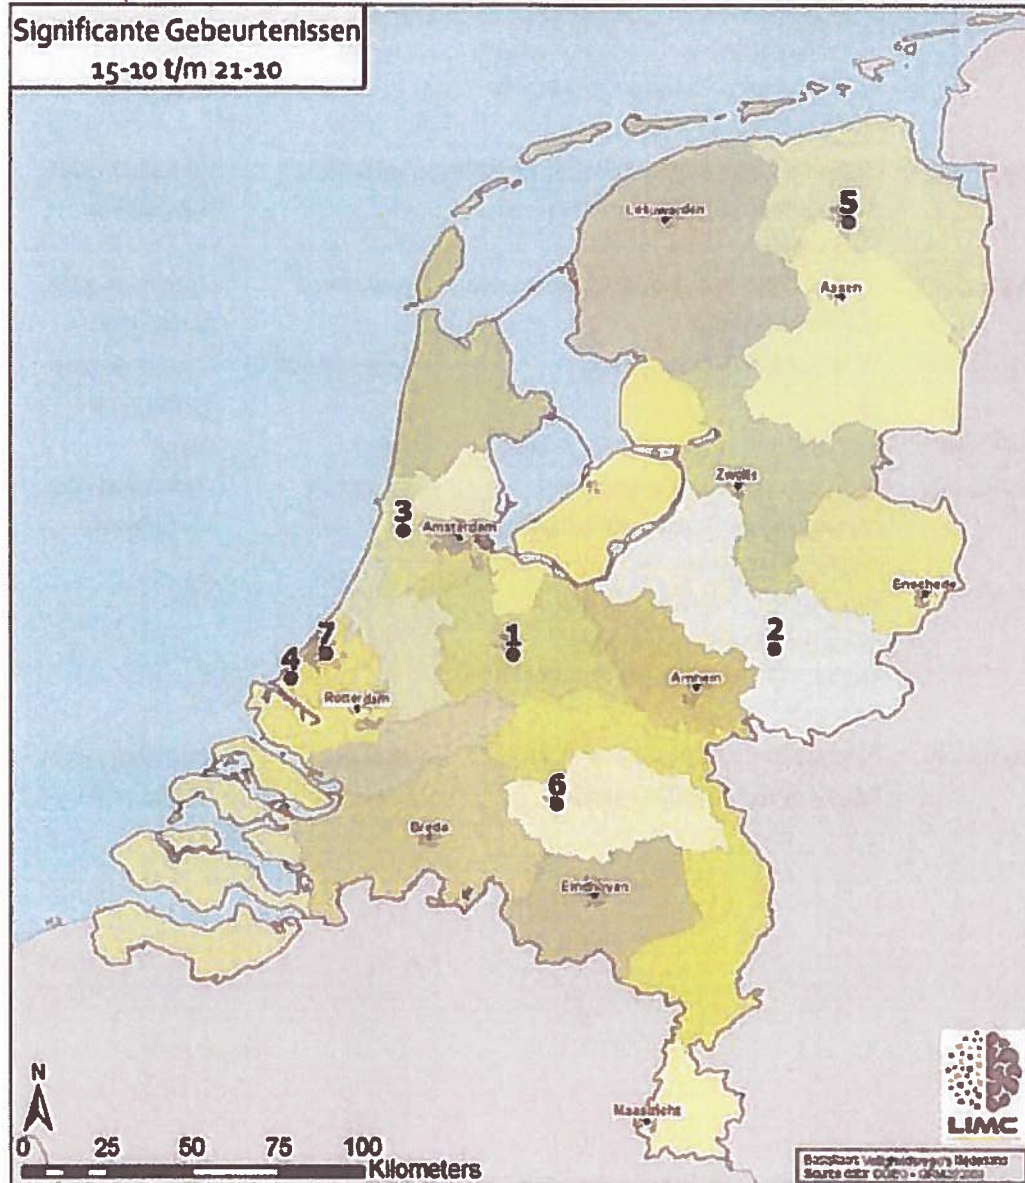 Significante Gebeurtenissen
15-10 t/m 21-10
5
Leeuwarden
Assen
Zwolle
3
Amsterdam
Enschede
7
1
2
4
Arnhem
Rotterdam
6
Breda
Eindhoven
N
Maastricht
LIMC
0 25 50 100
Kilometers
Nederland